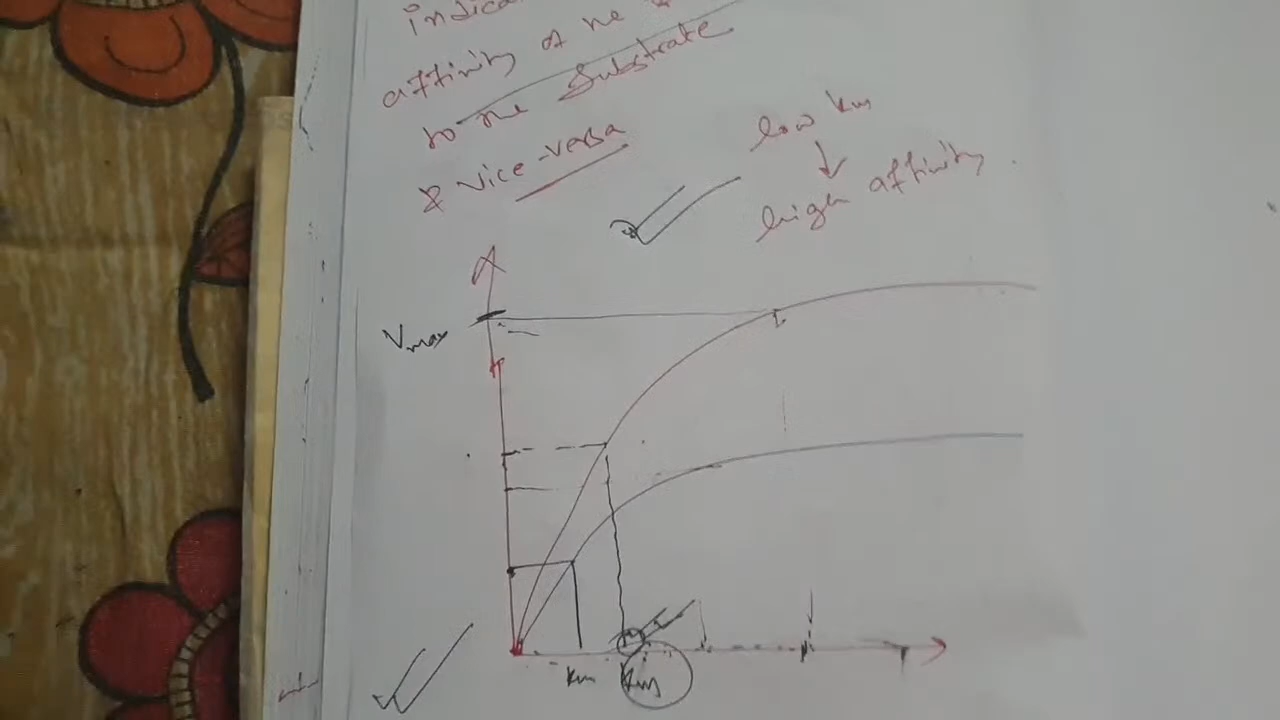 affinity of the
to the Substrate
& Vice-versa
low km
high affinity
Vmax
km km